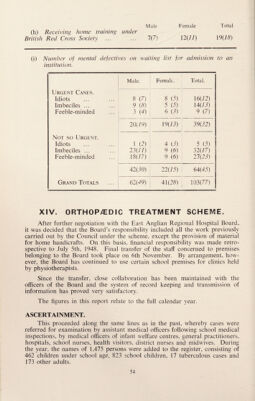 Male Female Total
(h) Receiving home training under
British Red Cross Society ... ... 7(7) 12(11) 19(18)
(i) Number of mental defectives on waiting list for admission to an
institution.
Male. Female. Total.
URGENT CASES.
Idiots ... ... 8 (7) 8 (5) 16(12)
Imbeciles ... ... 9 (8) 5 (5) 14(13)
Feeble-minded ... 3 (4) 6 (3) 9 (7)
20(19) 19(13) 39(32)
NOT SO URGENT.
Idiots ... ... 1 (2) 4 (3) 5 (5)
Imbeciles ... ... 23(11) 9 (6) 32(17)
Feeble-minded ... 18(17) 9 (6) 27(23)
42(30) 22(15) 64(45)
GRAND TOTALS ... 62(49) 41(28) 103(77)
XIV. ORTHOPÆDIC TREATMENT SCHEME.
After further negotiation with the East Anglian Regional Hospital Board,
it was decided that the Board's responsibility included all the work previously
carried out by the Council under the scheme, except the provision of material
for home handicrafts. On this basis, financial responsibility was made retro-
spective to July 5th, 1948. Final transfer of the staff concerned to premises
belonging to the Board took place on 6th November. By arrangement, how-
ever, the Board has continued to use certain school premises for clinics held
by physiotherapists.
Since the transfer, close collaboration has been maintained with the
officers of the Board and the system of record keeping and transmission of
information has proved very satisfactory.
The figures in this report relate to the full calendar year.
ASCERTAINMENT.
This proceeded along the same lines as in the past, whereby cases were
referred for examination by assistant medical officers following school medical
inspections, by medical officers of infant welfare centres, general practitioners,
hospitals, school nurses, health visitors, district nurses and midwives. During
the year, the names of 1,475 persons were added to the register, consisting of
462 children under school age, 823 school children, 17 tuberculous cases and
173 other adults.
54